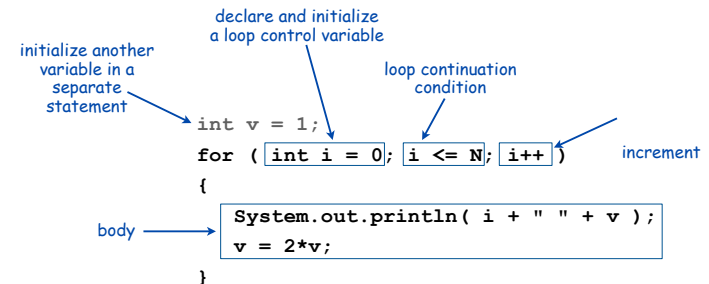 declare and initialize
a loop control variable
initialize another
variable in a
separate
statement
loop continuation
condition
int v = 1;
for ( int i = 0; i <= N; i++ )
increment
{
body
System.out.println( i + " " + v );
v = 2*v;
}